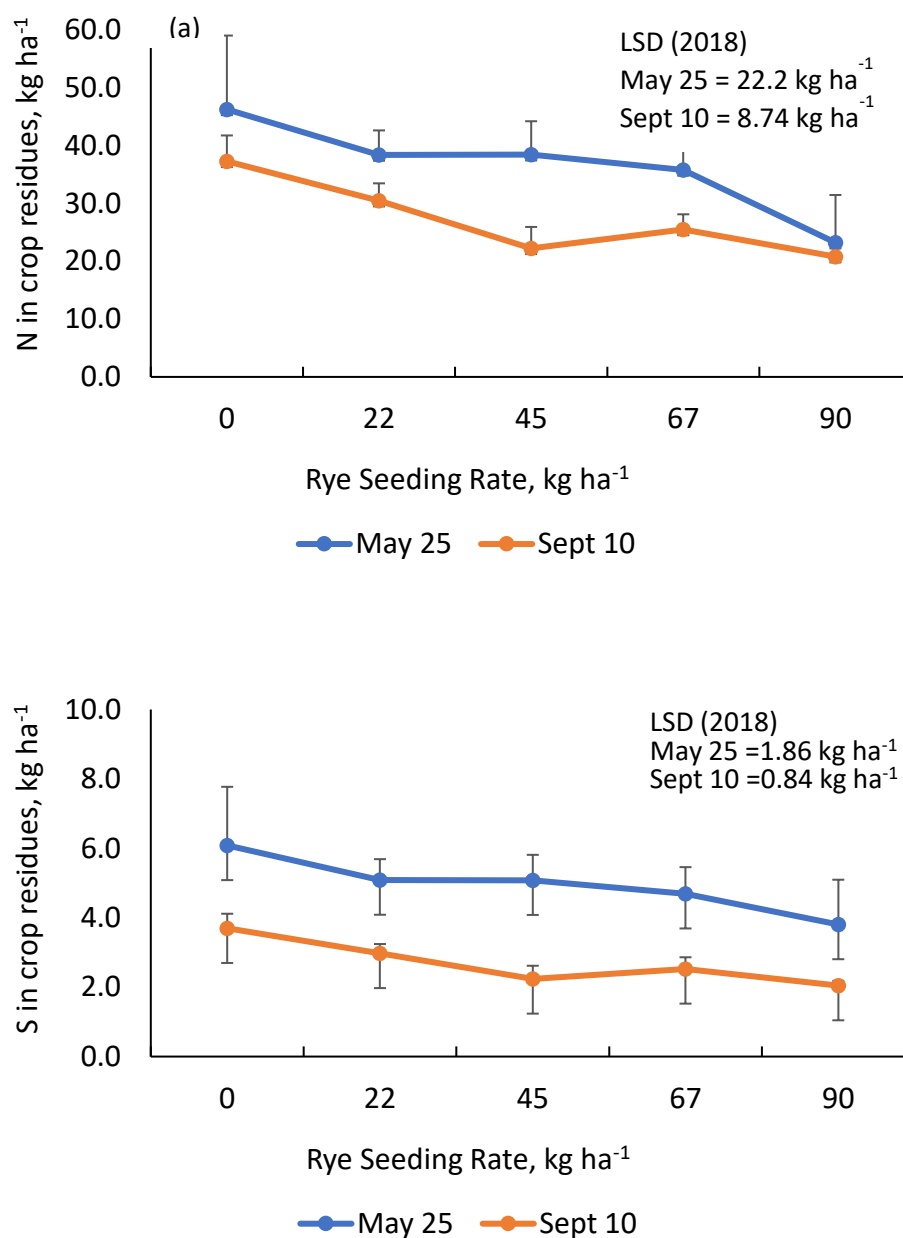 (a)
LSD (2018)
May 25 = 22.2 kg ha-1
Sept 10 = 8.74 kg ha-1
N in crop residues, kg ha-1
60.0
50.0
40.0
30.0
20.0
10.0
0.0
0 22 45 67 90
Rye Seeding Rate, kg ha-1
May 25 Sept 10
LSD (2018)
May 25 =1.86 kg ha-1
Sept 10 =0.84 kg ha-1
S in crop residues, kg ha-1
10.0
8.0
6.0
4.0
2.0
0.0
0 22 45 67 90
Rye Seeding Rate, kg ha-1
May 25 Sept 10